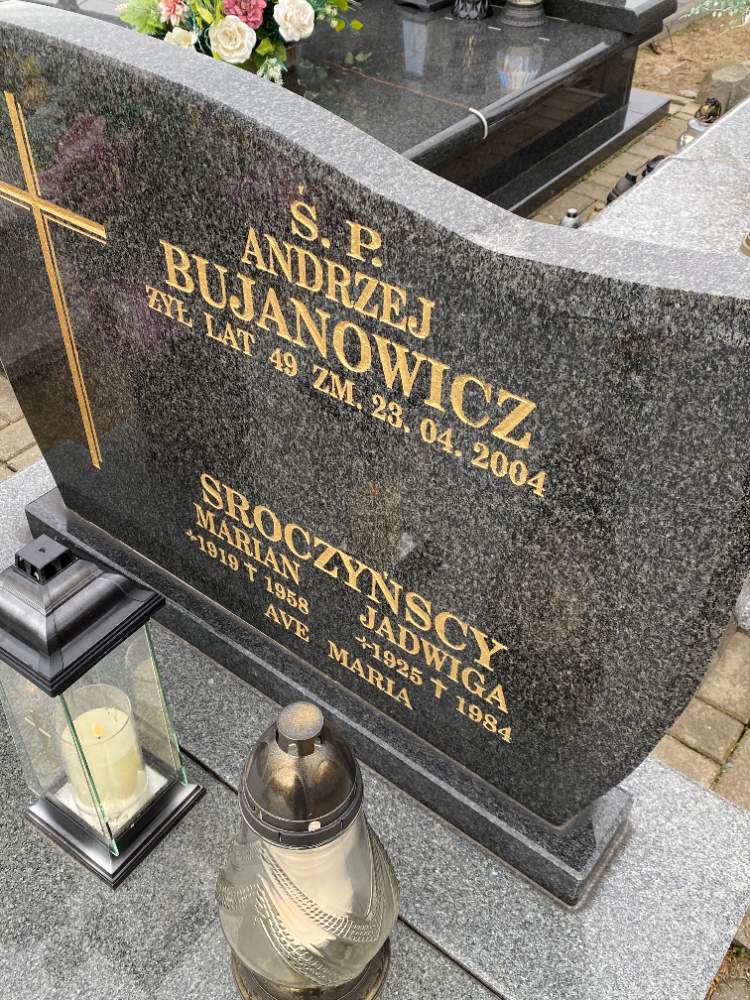 Ś. P.
ANDRZEJ
BUJANOWICZ
ŻYŁ LAT 49 ZM. 23. 04. 2004
SROCZYŃSCY
MARIAN JADWIGA
*1919 † 1958 *1925 † 1984
AVE MARIA